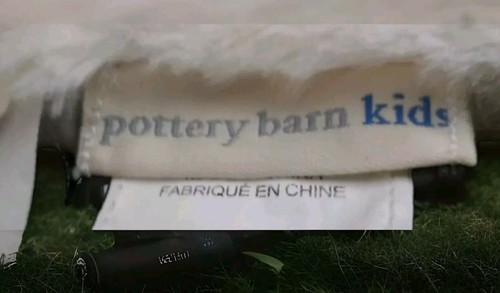 pottery barn kids
FABRIQUÉ EN CHINE